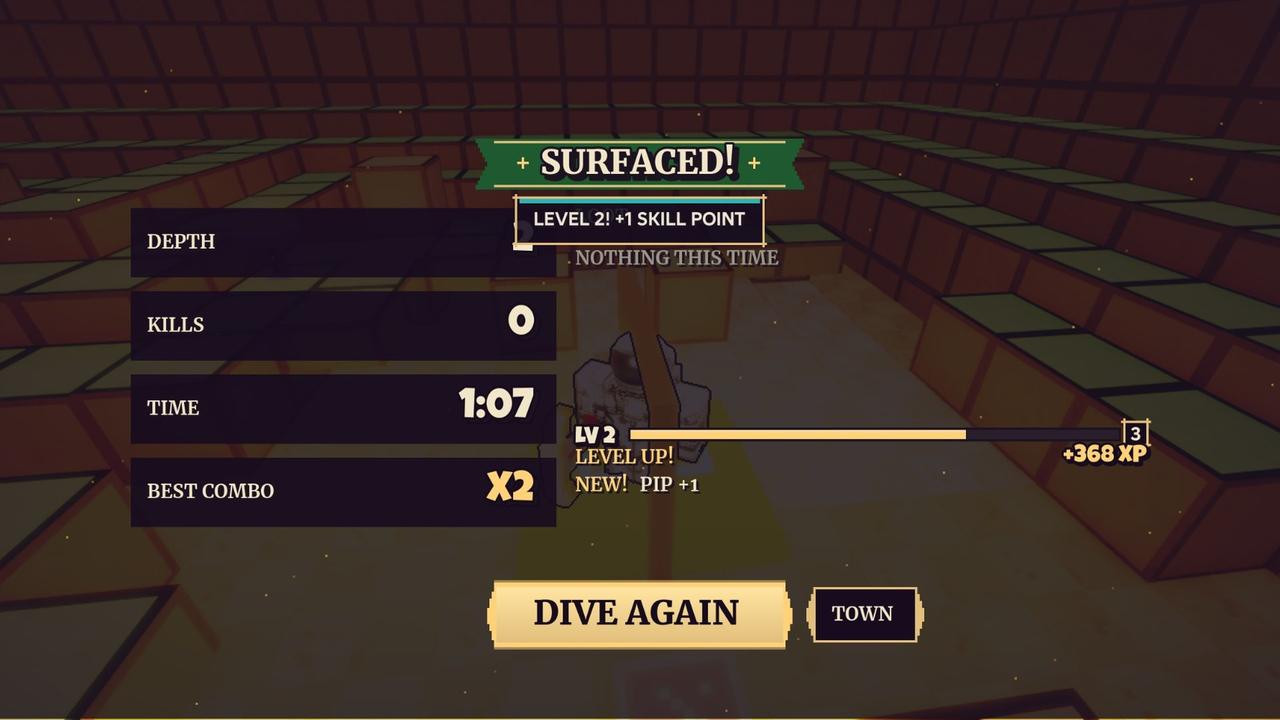 + SURFACED! +
LEVEL 2! +1 SKILL POINT
DEPTH
NOTHING THIS TIME
KILLS 0
TIME 1:07
BEST COMBO X2
LV 2 3
+368 XP
LEVEL UP!
NEW! PIP +1
DIVE AGAIN
TOWN